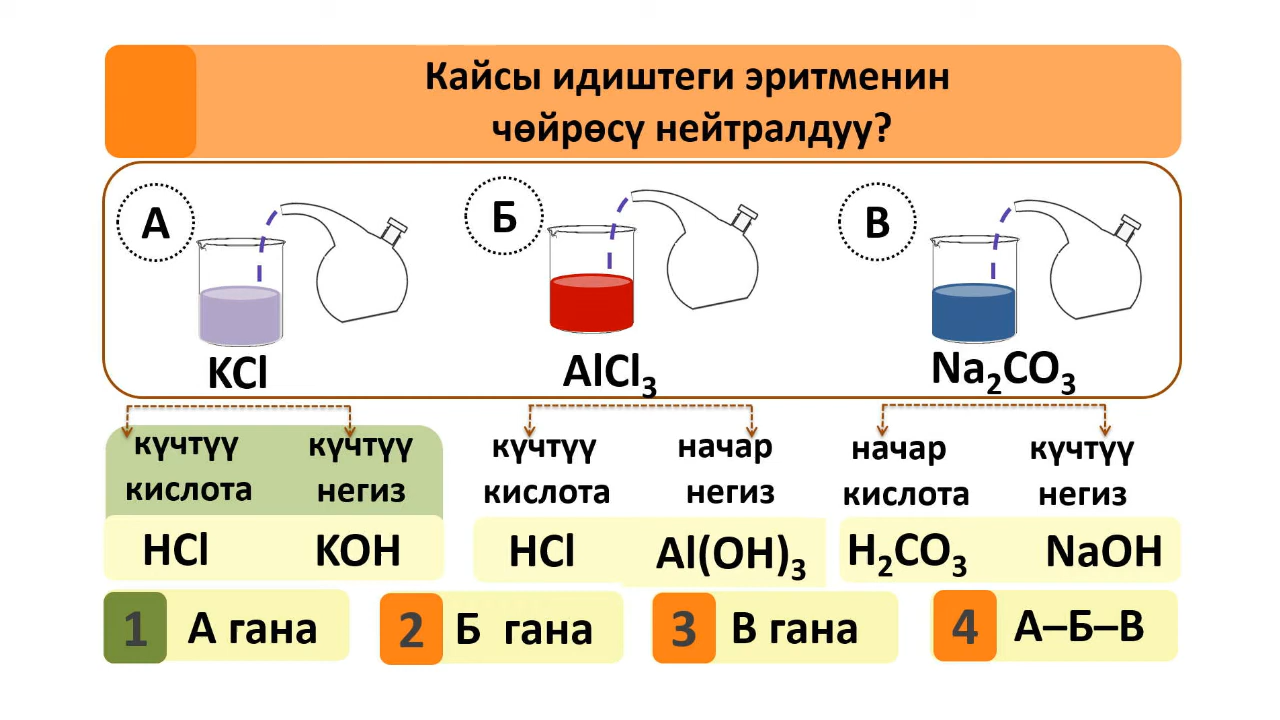 Кайсы идиштеги эритменин
чөйрөсү нейтралдуу?
А
Б
В
KCl
AlCl₃
Na₂CO₃
күчтүү кислота
күчтүү негиз
күчтүү кислота
начар негиз
начар кислота
күчтүү негиз
HCl
KOH
HCl
Al(OH)₃
H₂CO₃
NaOH
1 А гана
2 Б гана
3 В гана
4 А–Б–В